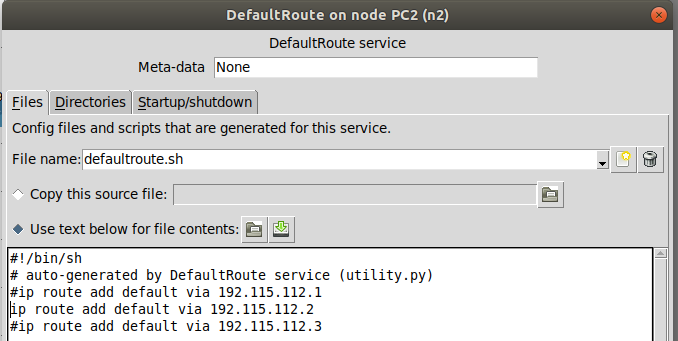 DefaultRoute on node PC2 (n2)
DefaultRoute service
Meta-data None
Files Directories Startup/shutdown
Config files and scripts that are generated for this service.
File name: defaultroute.sh
Copy this source file:
Use text below for file contents:
#!/bin/sh
# auto-generated by DefaultRoute service (utility.py)
#ip route add default via 192.115.112.1
ip route add default via 192.115.112.2
#ip route add default via 192.115.112.3